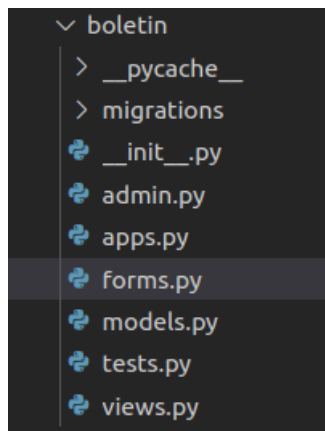 boletin
__pycache__
migrations
__init__.py
admin.py
apps.py
forms.py
models.py
tests.py
views.py